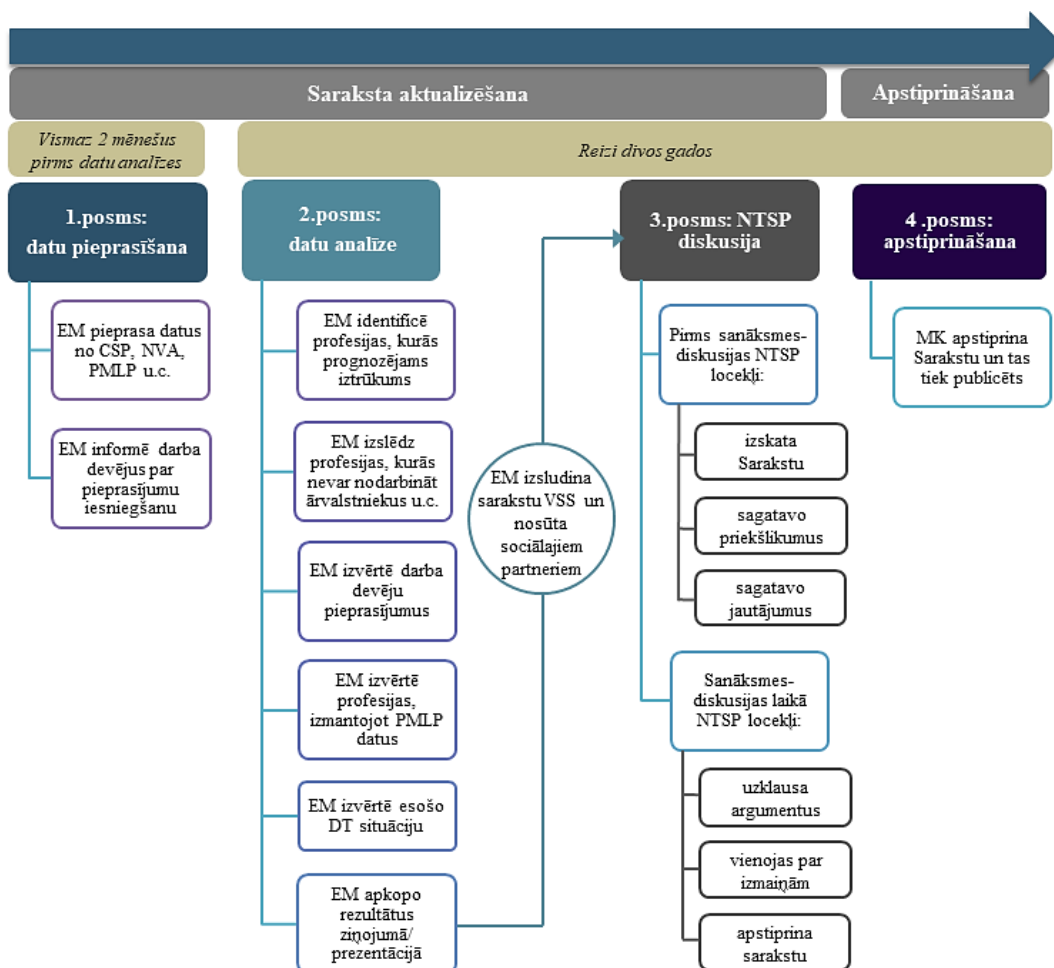 Saraksta aktualizēšana
Apstiprināšana
Vismaz 2 mēnešus
pirms datu analīzes
Reizi divos gados
1.posms:
datu pieprasīšana
EM pieprasa datus
no CSP, NVA,
PMLP u.c.
EM informē darba
devējus par
pieprasījumu
iesniegšanu
2.posms:
datu analīze
EM identificē
profesijas, kurās
prognozējams
iztrūkums
EM izslēdz
profesijas, kurās
nevar nodarbināt
ārvalstniekus u.c.
EM izvērtē darba
devēju
pieprasījumus
EM izvērtē
profesijas,
izmantojot PMLP
datus
EM izvērtē esošo
DT situāciju
EM apkopo
rezultātus
ziņojumā/
prezentācijā
EM izsludina
sarakstu VSS un
nosūta
sociālajiem
partneriem
3.posms: NTSP
diskusija
Pirms sanāksmes-
diskusijas NTSP
locekļi:
izskata
Sarakstu
sagatavo
priekšlikumus
sagatavo
jautājumus
Sanāksmes-
diskusijas laikā
NTSP locekļi:
uzklausa
argumentus
vienojas par
izmaiņām
apstiprina
sarakstu
4 .posms:
apstiprināšana
MK apstiprina
Sarakstu un tas
tiek publicēts